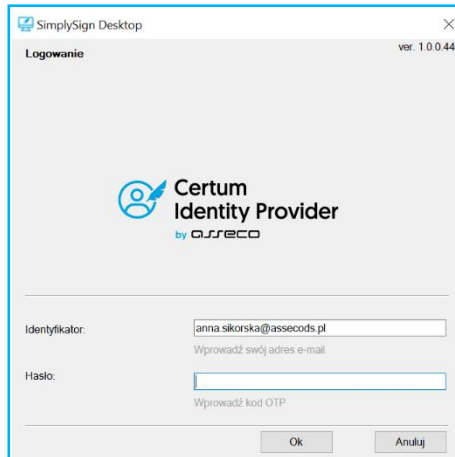 SimplySign Desktop
Logowanie
ver. 1.0.0.44
Certum
Identity Provider
by asseco
Identyfikator:
anna.sikorska@assecods.pl
Wprowadź swój adres e-mail
Hasło:
Wprowadź kod OTP
Ok
Anuluj